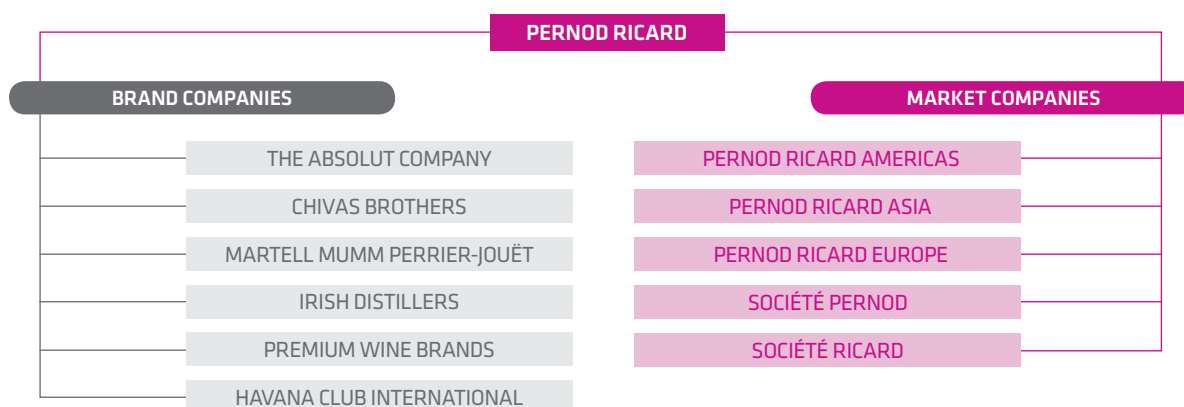 PERNOD RICARD
BRAND COMPANIES
THE ABSOLUT COMPANY
CHIVAS BROTHERS
MARTELL MUMM PERRIER-JOUËT
IRISH DISTILLERS
PREMIUM WINE BRANDS
HAVANA CLUB INTERNATIONAL
MARKET COMPANIES
PERNOD RICARD AMERICAS
PERNOD RICARD ASIA
PERNOD RICARD EUROPE
SOCIÉTÉ PERNOD
SOCIÉTÉ RICARD